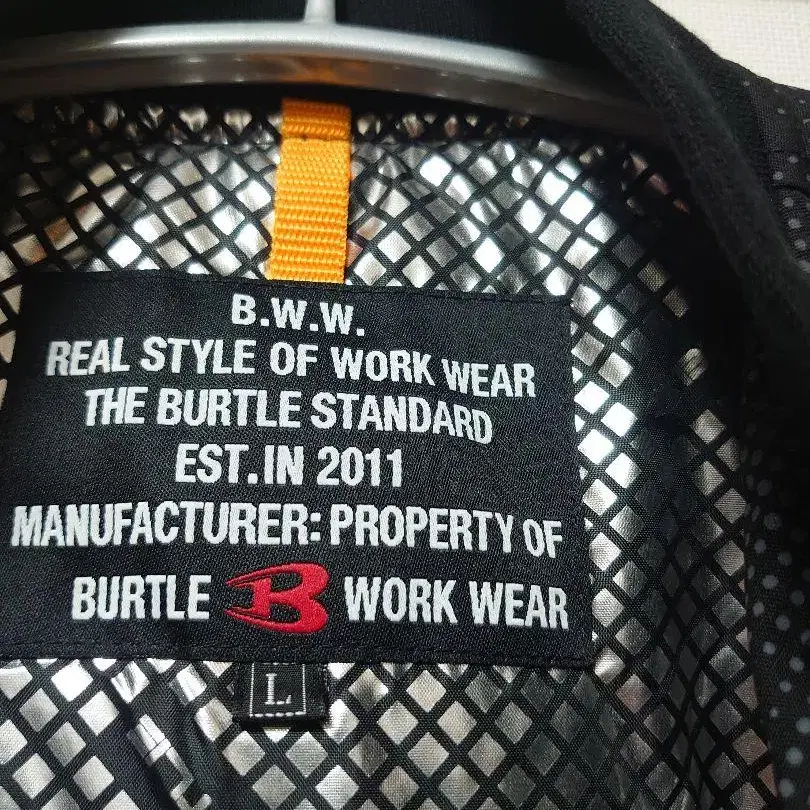 B.W.W.
REAL STYLE OF WORK WEAR
THE BURTLE STANDARD
EST.IN 2011
MANUFACTURER: PROPERTY OF
BURTLE B WORK WEAR
L